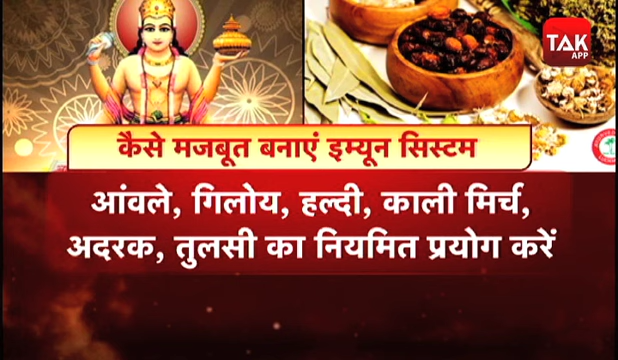 TAK
APP
कैसे मजबूत बनाएं इम्यून सिस्टम
आंवले, गिलोय, हल्दी, काली मिर्च,
अदरक, तुलसी का नियमित प्रयोग करें